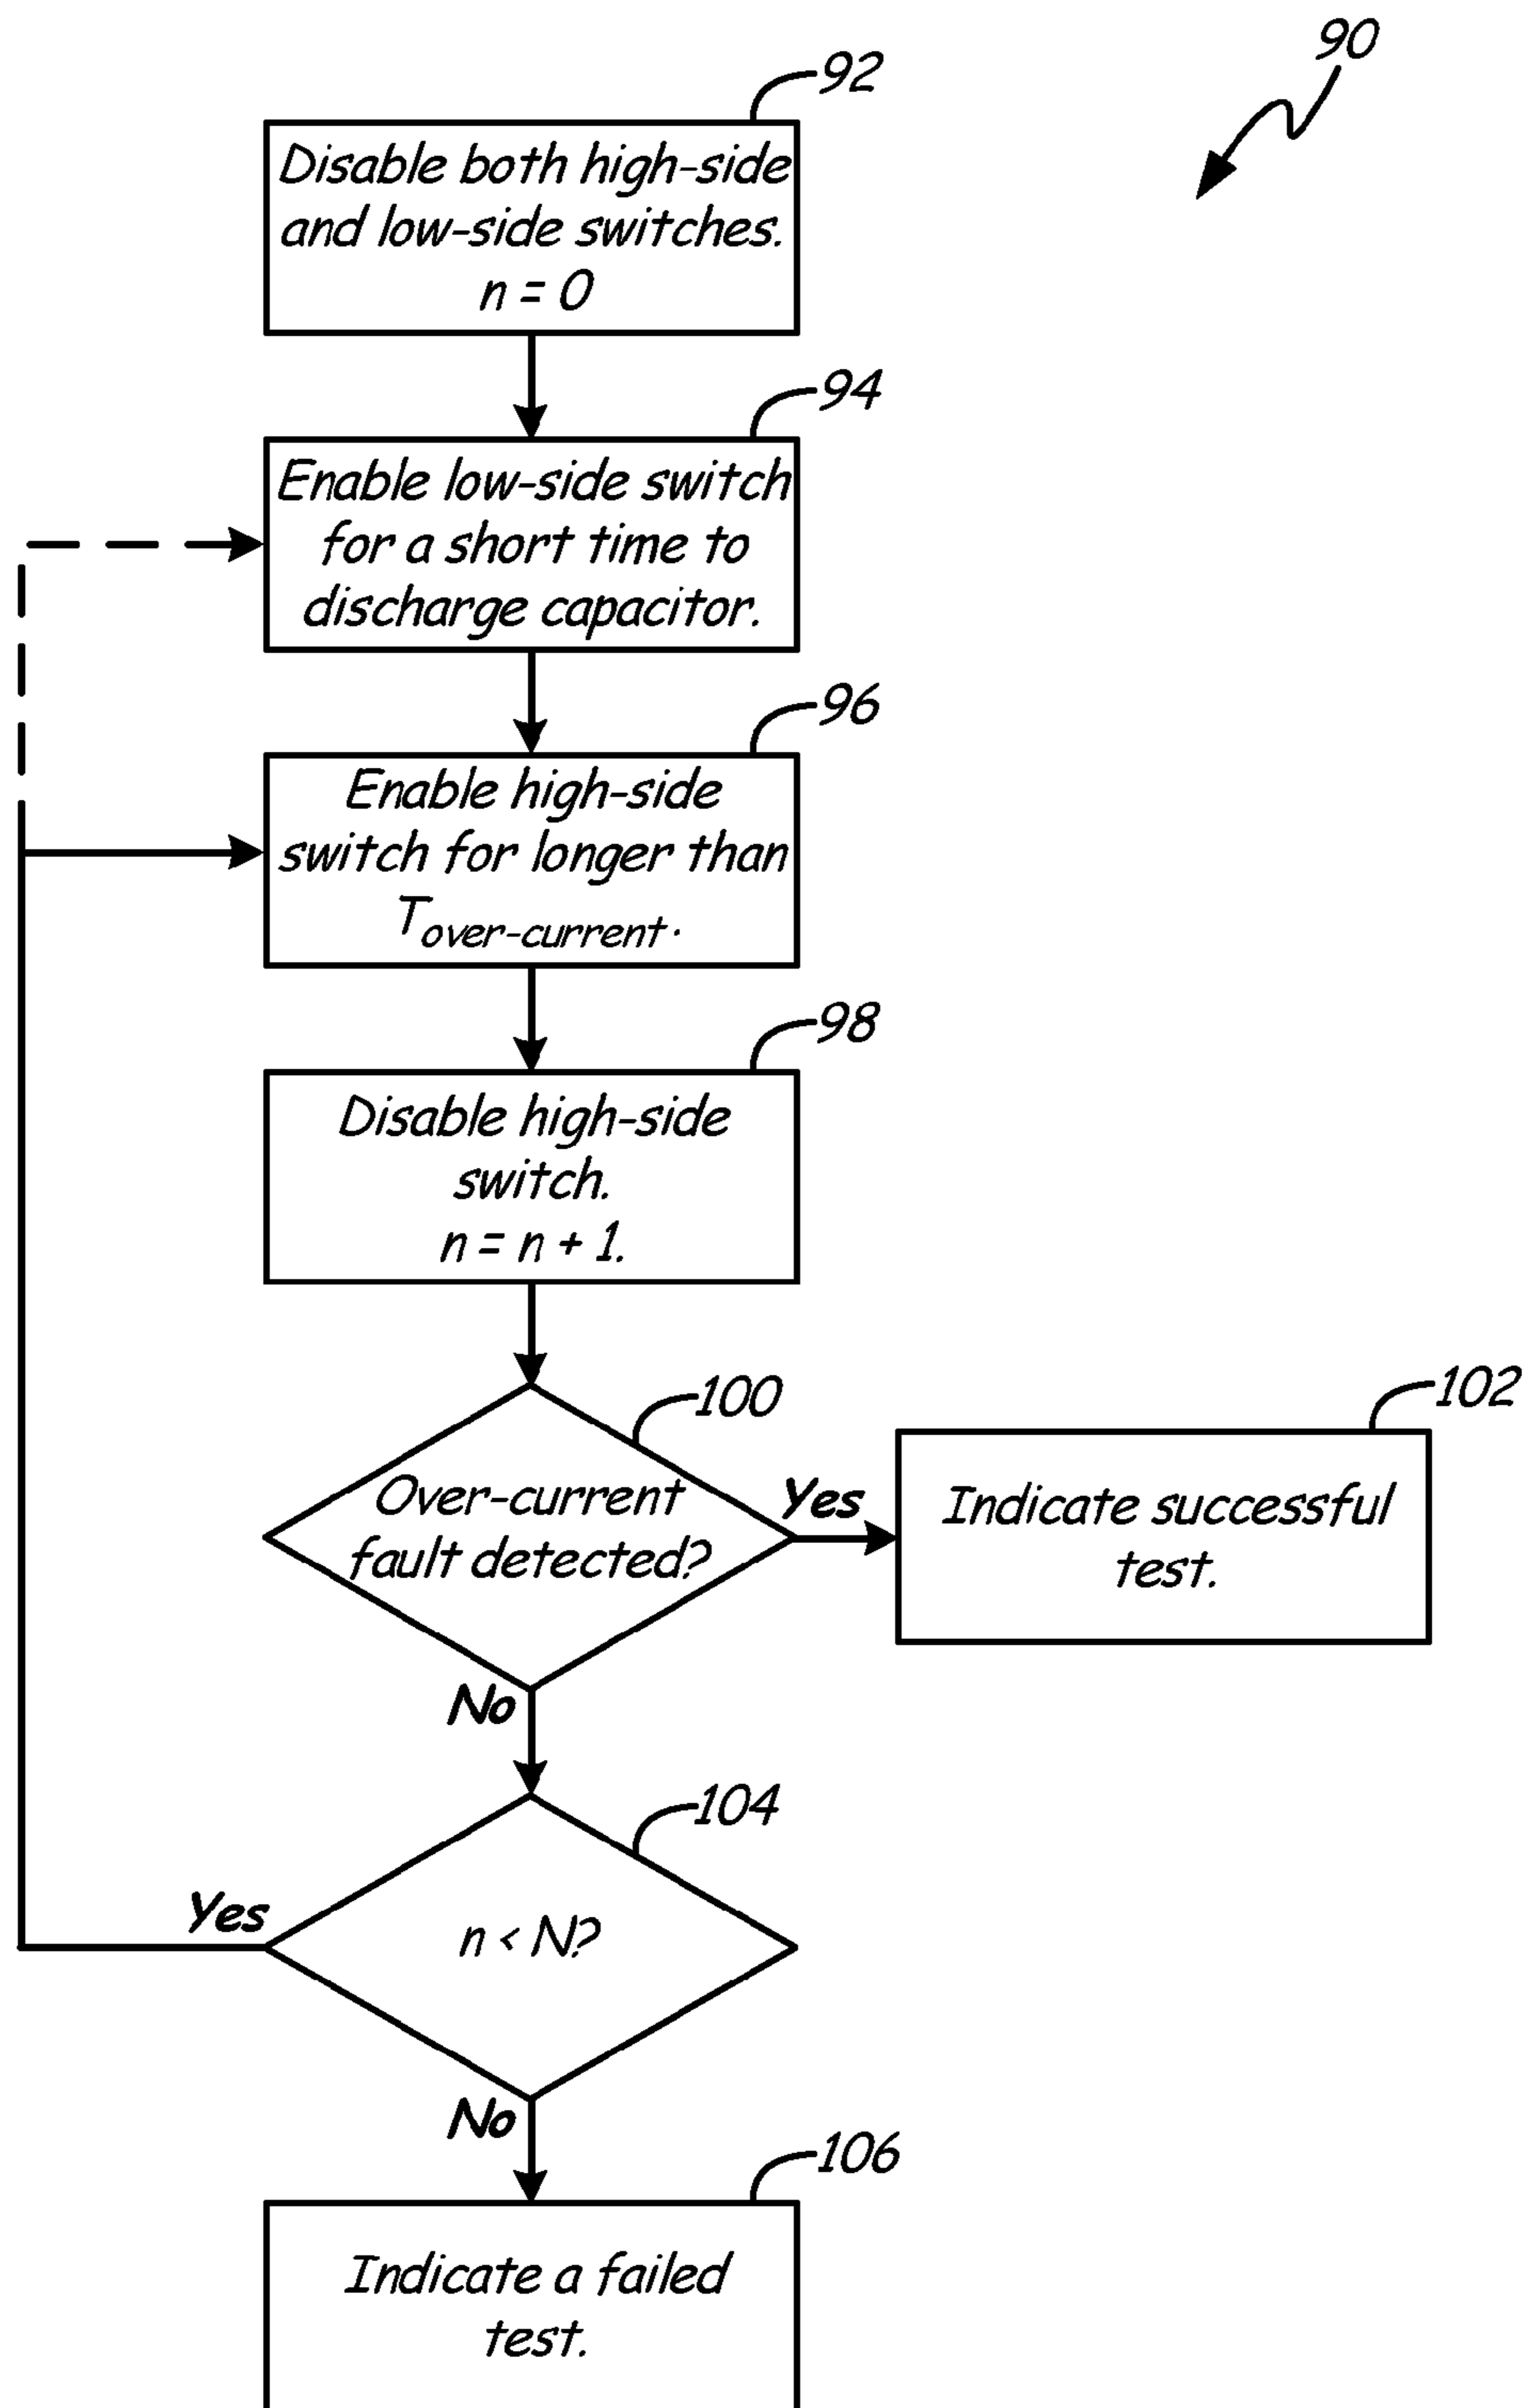 90
92
Disable both high-side
and low-side switches.
n = 0
94
Enable low-side switch
for a short time to
discharge capacitor.
96
Enable high-side
switch for longer than
Tover-current.
98
Disable high-side
switch.
n = n + 1.
100
Over-current
fault detected?
Yes
102
Indicate successful
test.
No
104
n < N?
Yes
No
106
Indicate a failed
test.